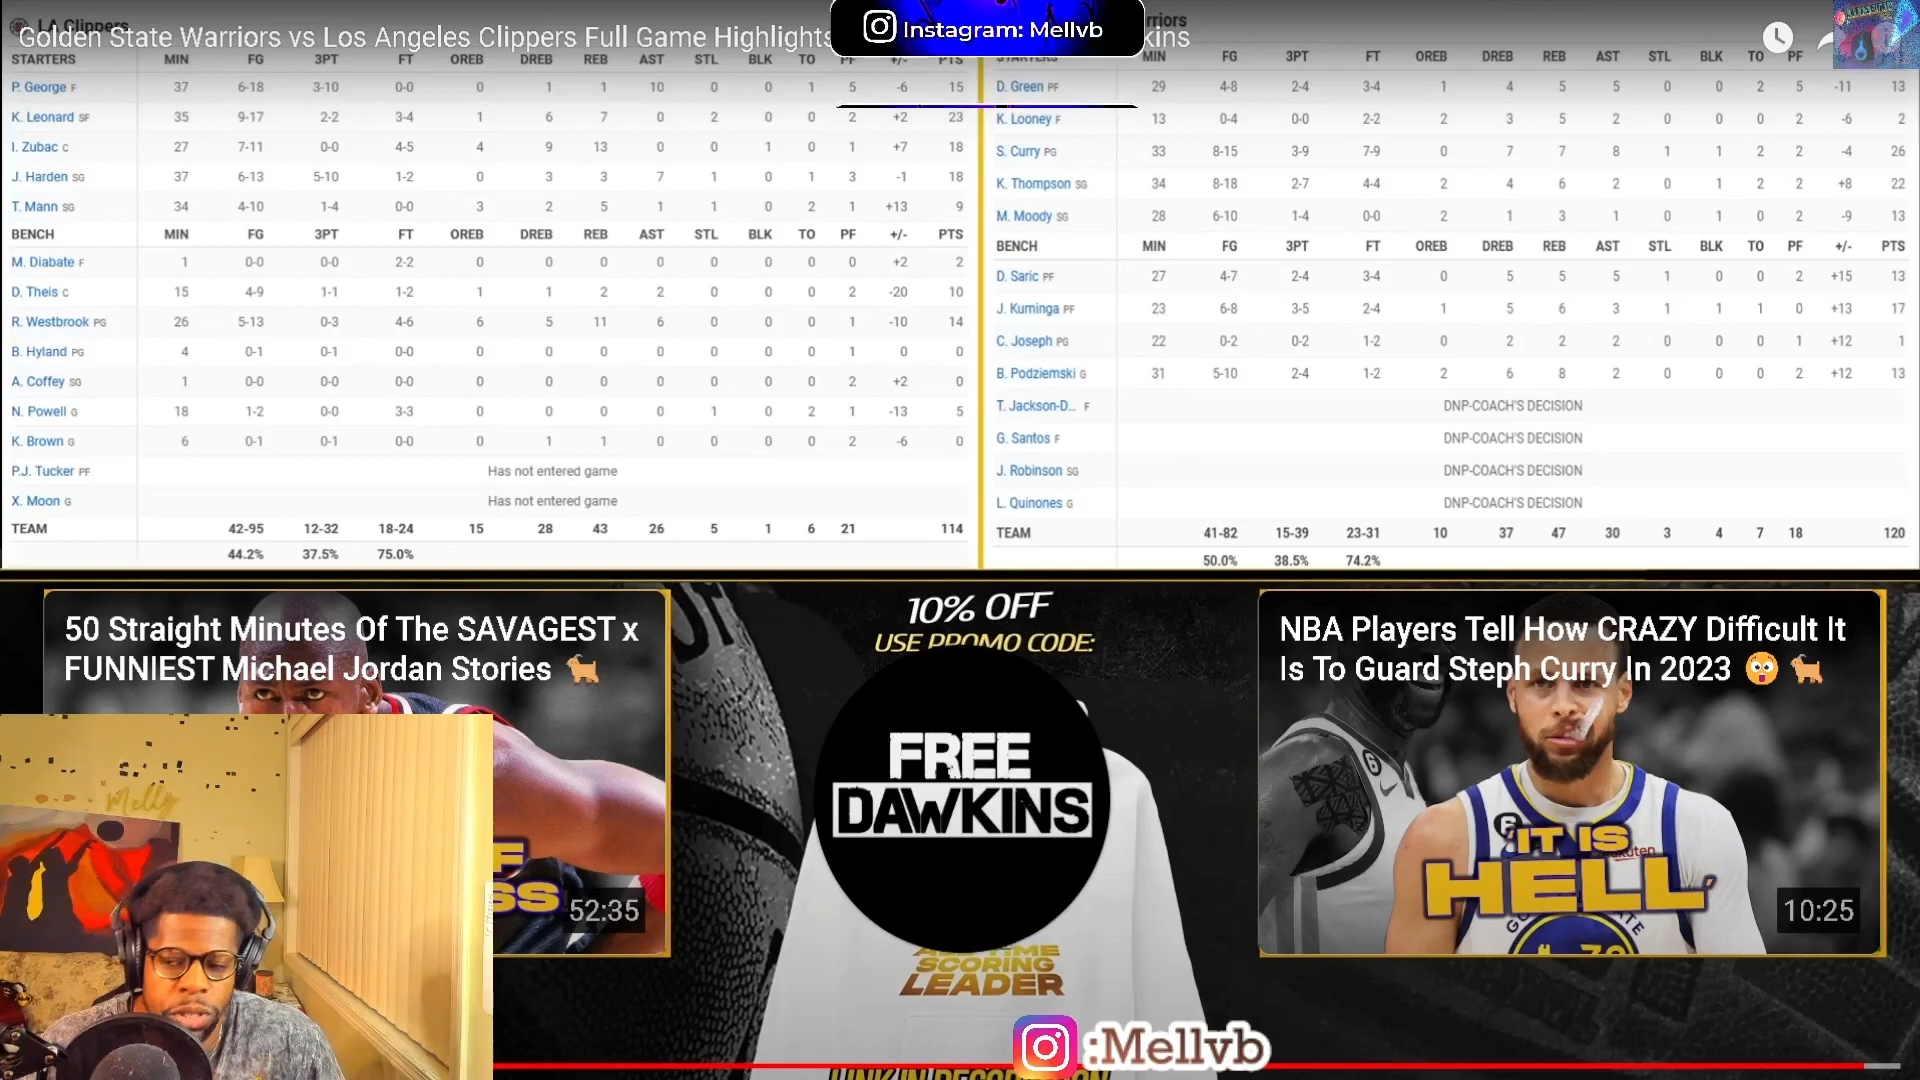 LA Clippers
Golden State Warriors vs Los Angeles Clippers Full Game Highlights
Instagram: Mellvb
STARTERS MIN FG 3PT FT OREB DREB REB AST STL BLK TO PF +/- PTS
P. George F 37 6-18 3-10 0-0 0 1 1 10 0 0 1 5 -6 15
K. Leonard SF 35 9-17 2-2 3-4 1 6 7 0 2 0 0 2 +2 23
I. Zubac C 27 7-11 0-0 4-5 4 9 13 0 0 1 0 1 +7 18
J. Harden SG 37 6-13 5-10 1-2 0 3 3 7 1 0 1 3 -1 18
T. Mann SG 34 4-10 1-4 0-0 3 2 5 1 1 0 2 1 +13 9
BENCH MIN FG 3PT FT OREB DREB REB AST STL BLK TO PF +/- PTS
M. Diabate F 1 0-0 0-0 2-2 0 0 0 0 0 0 0 0 +2 2
D. Theis C 15 4-9 1-1 1-2 1 1 2 2 0 0 0 2 -20 10
R. Westbrook PG 26 5-13 0-3 4-6 6 5 11 6 0 0 0 1 -10 14
B. Hyland PG 4 0-1 0-1 0-0 0 0 0 0 0 0 0 1 0 0
A. Coffey SG 1 0-0 0-0 0-0 0 0 0 0 0 0 0 2 +2 0
N. Powell G 18 1-2 0-0 3-3 0 0 0 0 1 0 2 1 -13 5
K. Brown G 6 0-1 0-1 0-0 0 1 1 0 0 0 0 2 -6 0
P.J. Tucker PF Has not entered game
X. Moon G Has not entered game
TEAM 42-95 12-32 18-24 15 28 43 26 5 1 6 21 114
44.2% 37.5% 75.0%
rriors
kins
STARTERS MIN FG 3PT FT OREB DREB REB AST STL BLK TO PF
D. Green PF 29 4-8 2-4 3-4 1 4 5 5 0 0 2 5 -11 13
K. Looney F 13 0-4 0-0 2-2 2 3 5 2 0 0 0 2 -6 2
S. Curry PG 33 8-15 3-9 7-9 0 7 7 8 1 1 2 2 -4 26
K. Thompson SG 34 8-18 2-7 4-4 2 4 6 2 0 1 2 2 +8 22
M. Moody SG 28 6-10 1-4 0-0 2 1 3 1 0 1 0 2 -9 13
BENCH MIN FG 3PT FT OREB DREB REB AST STL BLK TO PF +/- PTS
D. Saric PF 27 4-7 2-4 3-4 0 5 5 5 1 0 0 2 +15 13
J. Kuminga PF 23 6-8 3-5 2-4 1 5 6 3 1 1 1 0 +13 17
C. Joseph PG 22 0-2 0-2 1-2 0 2 2 2 0 0 0 1 +12 1
B. Podziemski G 31 5-10 2-4 1-2 2 6 8 2 0 0 0 2 +12 13
T. Jackson-D... F DNP-COACH'S DECISION
G. Santos F DNP-COACH'S DECISION
J. Robinson SG DNP-COACH'S DECISION
L. Quinones G DNP-COACH'S DECISION
TEAM 41-82 15-39 23-31 10 37 47 30 3 4 7 18 120
50.0% 38.5% 74.2%
50 Straight Minutes Of The SAVAGEST x
FUNNIEST Michael Jordan Stories
52:35
Mello
10% OFF
USE PROMO CODE:
FREE
DAWKINS
ALL-TIME
SCORING
LEADER
:Mellvb
LINK IN DESCRIPTION
NBA Players Tell How CRAZY Difficult It
Is To Guard Steph Curry In 2023
6
'IT IS
HELL'
Rakuten
10:25